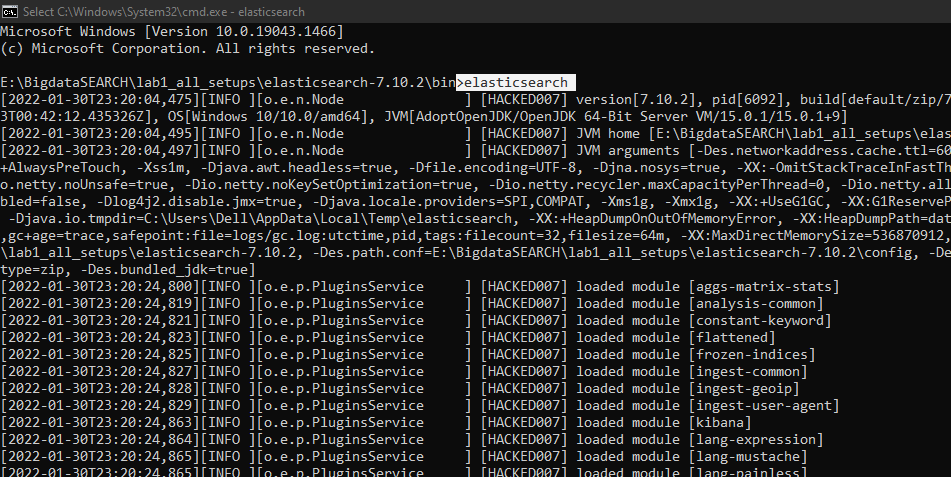 Select C:\Windows\System32\cmd.exe - elasticsearch
Microsoft Windows [Version 10.0.19043.1466]
(c) Microsoft Corporation. All rights reserved.
E:\BigdataSEARCH\lab1_all_setups\elasticsearch-7.10.2\bin>elasticsearch
[2022-01-30T23:20:04,475][INFO ][o.e.n.Node               ] [HACKED007] version[7.10.2], pid[6092], build[default/zip/7
3T00:42:12.435326Z], OS[Windows 10/10.0/amd64], JVM[AdoptOpenJDK/OpenJDK 64-Bit Server VM/15.0.1/15.0.1+9]
[2022-01-30T23:20:04,495][INFO ][o.e.n.Node               ] [HACKED007] JVM home [E:\BigdataSEARCH\lab1_all_setups\elas
[2022-01-30T23:20:04,497][INFO ][o.e.n.Node               ] [HACKED007] JVM arguments [-Des.networkaddress.cache.ttl=60
+AlwaysPreTouch, -Xss1m, -Djava.awt.headless=true, -Dfile.encoding=UTF-8, -Djna.nosys=true, -XX:-OmitStackTraceInFastTh
o.netty.noUnsafe=true, -Dio.netty.noKeySetOptimization=true, -Dio.netty.recycler.maxCapacityPerThread=0, -Dio.netty.all
bled=false, -Dlog4j2.disable.jmx=true, -Djava.locale.providers=SPI,COMPAT, -Xms1g, -Xmx1g, -XX:+UseG1GC, -XX:G1ReserveP
-Djava.io.tmpdir=C:\Users\Dell\AppData\Local\Temp\elasticsearch, -XX:+HeapDumpOnOutOfMemoryError, -XX:HeapDumpPath=dat
,gc+age=trace,safepoint:file=logs/gc.log:utctime,pid,tags:filecount=32,filesize=64m, -XX:MaxDirectMemorySize=536870912,
\lab1_all_setups\elasticsearch-7.10.2, -Des.path.conf=E:\BigdataSEARCH\lab1_all_setups\elasticsearch-7.10.2\config, -De
type=zip, -Des.bundled_jdk=true]
[2022-01-30T23:20:24,800][INFO ][o.e.p.PluginsService     ] [HACKED007] loaded module [aggs-matrix-stats]
[2022-01-30T23:20:24,819][INFO ][o.e.p.PluginsService     ] [HACKED007] loaded module [analysis-common]
[2022-01-30T23:20:24,821][INFO ][o.e.p.PluginsService     ] [HACKED007] loaded module [constant-keyword]
[2022-01-30T23:20:24,823][INFO ][o.e.p.PluginsService     ] [HACKED007] loaded module [flattened]
[2022-01-30T23:20:24,825][INFO ][o.e.p.PluginsService     ] [HACKED007] loaded module [frozen-indices]
[2022-01-30T23:20:24,827][INFO ][o.e.p.PluginsService     ] [HACKED007] loaded module [ingest-common]
[2022-01-30T23:20:24,828][INFO ][o.e.p.PluginsService     ] [HACKED007] loaded module [ingest-geoip]
[2022-01-30T23:20:24,829][INFO ][o.e.p.PluginsService     ] [HACKED007] loaded module [ingest-user-agent]
[2022-01-30T23:20:24,863][INFO ][o.e.p.PluginsService     ] [HACKED007] loaded module [kibana]
[2022-01-30T23:20:24,864][INFO ][o.e.p.PluginsService     ] [HACKED007] loaded module [lang-expression]
[2022-01-30T23:20:24,865][INFO ][o.e.p.PluginsService     ] [HACKED007] loaded module [lang-mustache]
[2022-01-30T23:20:24,865][INFO ][o.e.p.PluginsService     ] [HACKED007] loaded module [lang-painless]